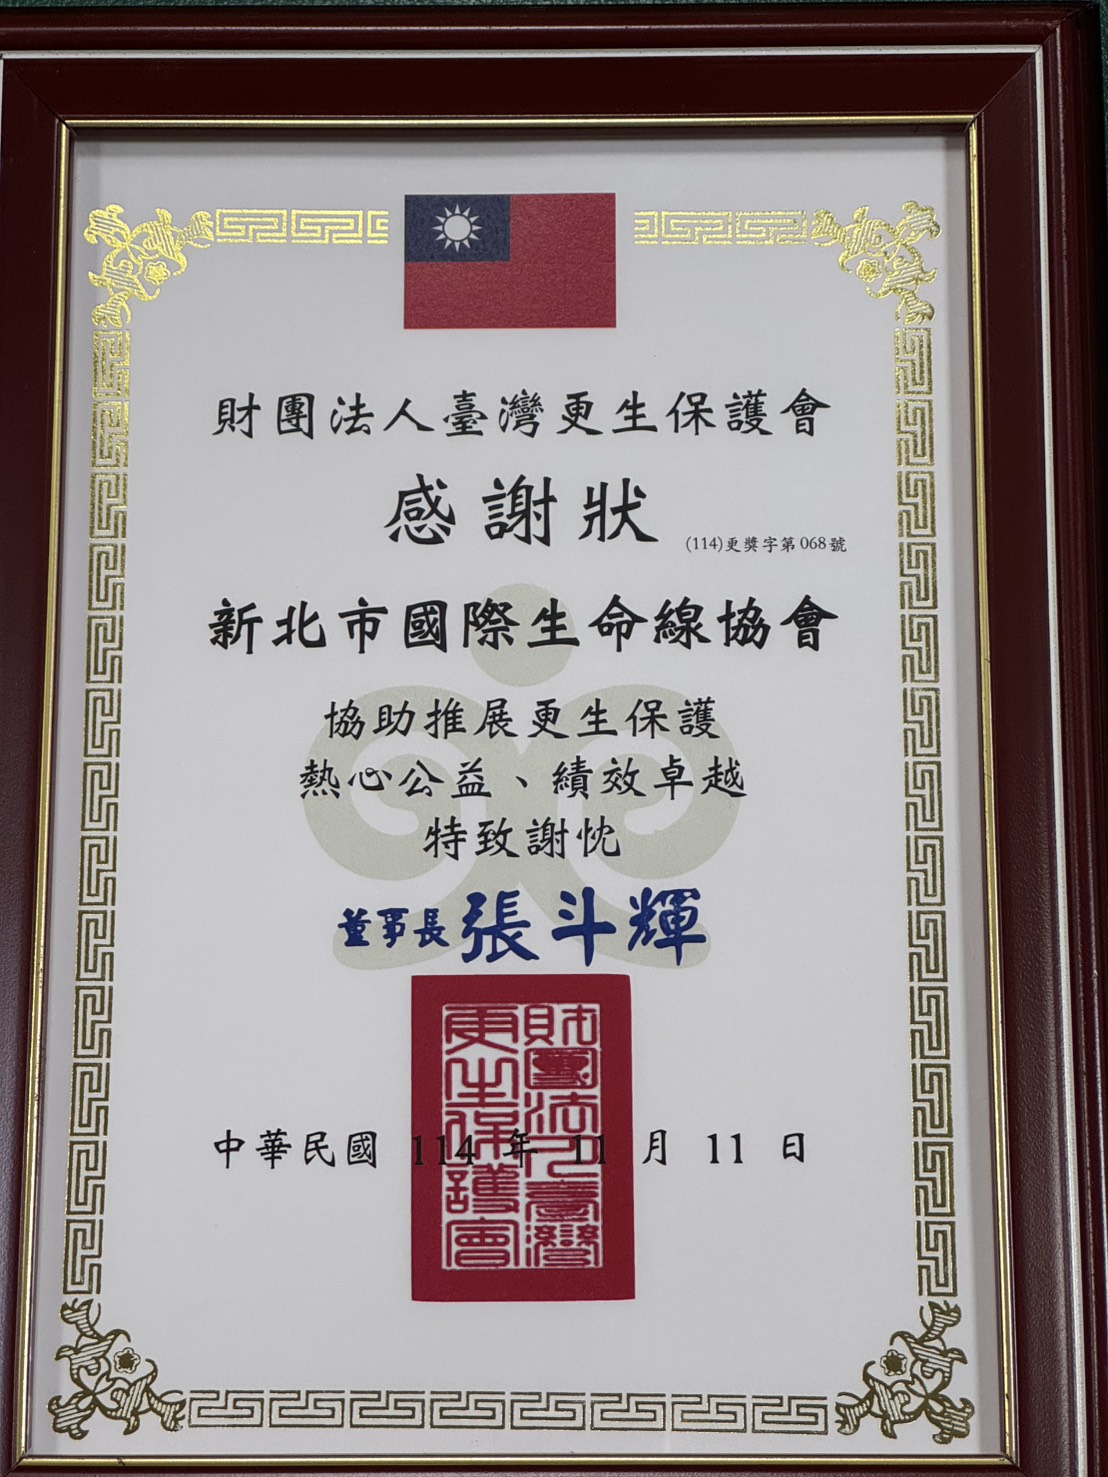 財團法人臺灣更生保護會
感謝狀
(114)更獎字第068號
新北市國際生命線協會
協助推展更生保護
熱心公益、績效卓越
特致謝忱
董事長張斗輝
財團法人臺灣
更生保護會
中華民國 114 年 11 月 11 日